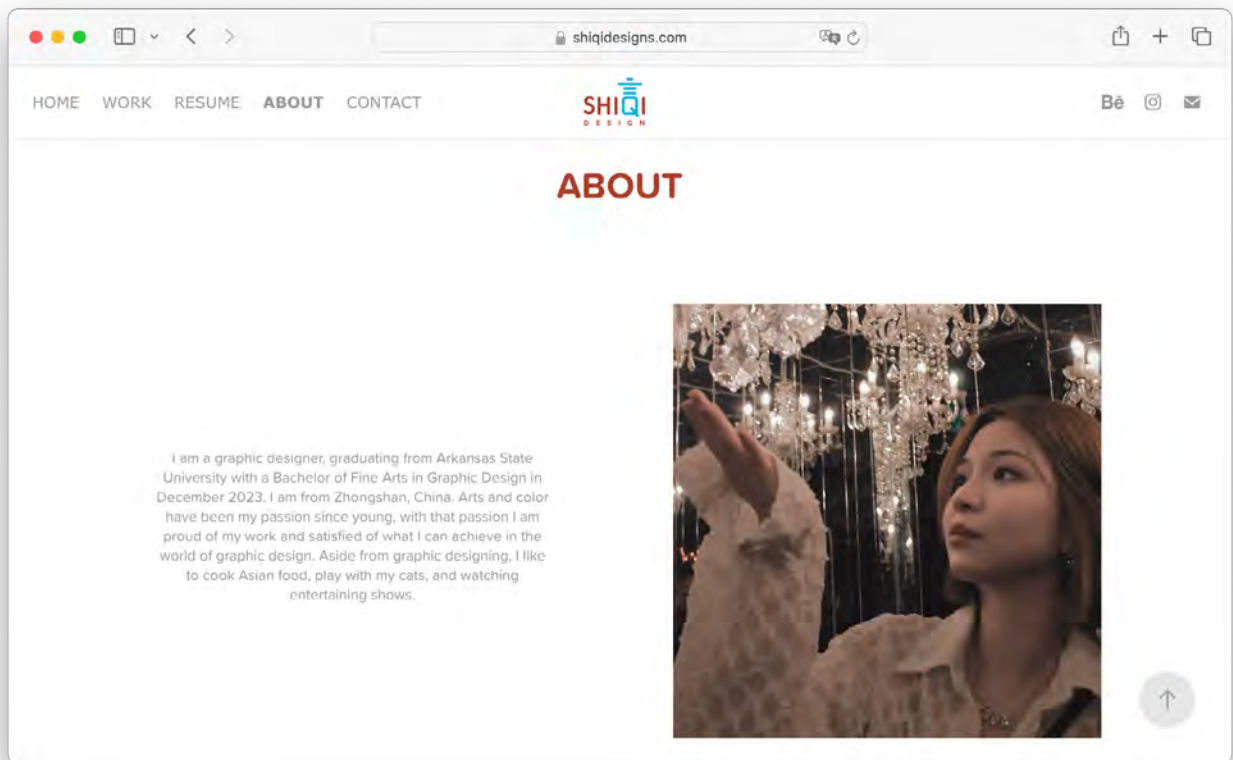 shiqidesigns.com
HOME WORK RESUME ABOUT CONTACT
SHIQI
DESIGN
Bē
ABOUT
I am a graphic designer, graduating from Arkansas State
University with a Bachelor of Fine Arts in Graphic Design in
December 2023. I am from Zhongshan, China. Arts and color
have been my passion since young, with that passion I am
proud of my work and satisfied of what I can achieve in the
world of graphic design. Aside from graphic designing, I like
to cook Asian food, play with my cats, and watching
entertaining shows.